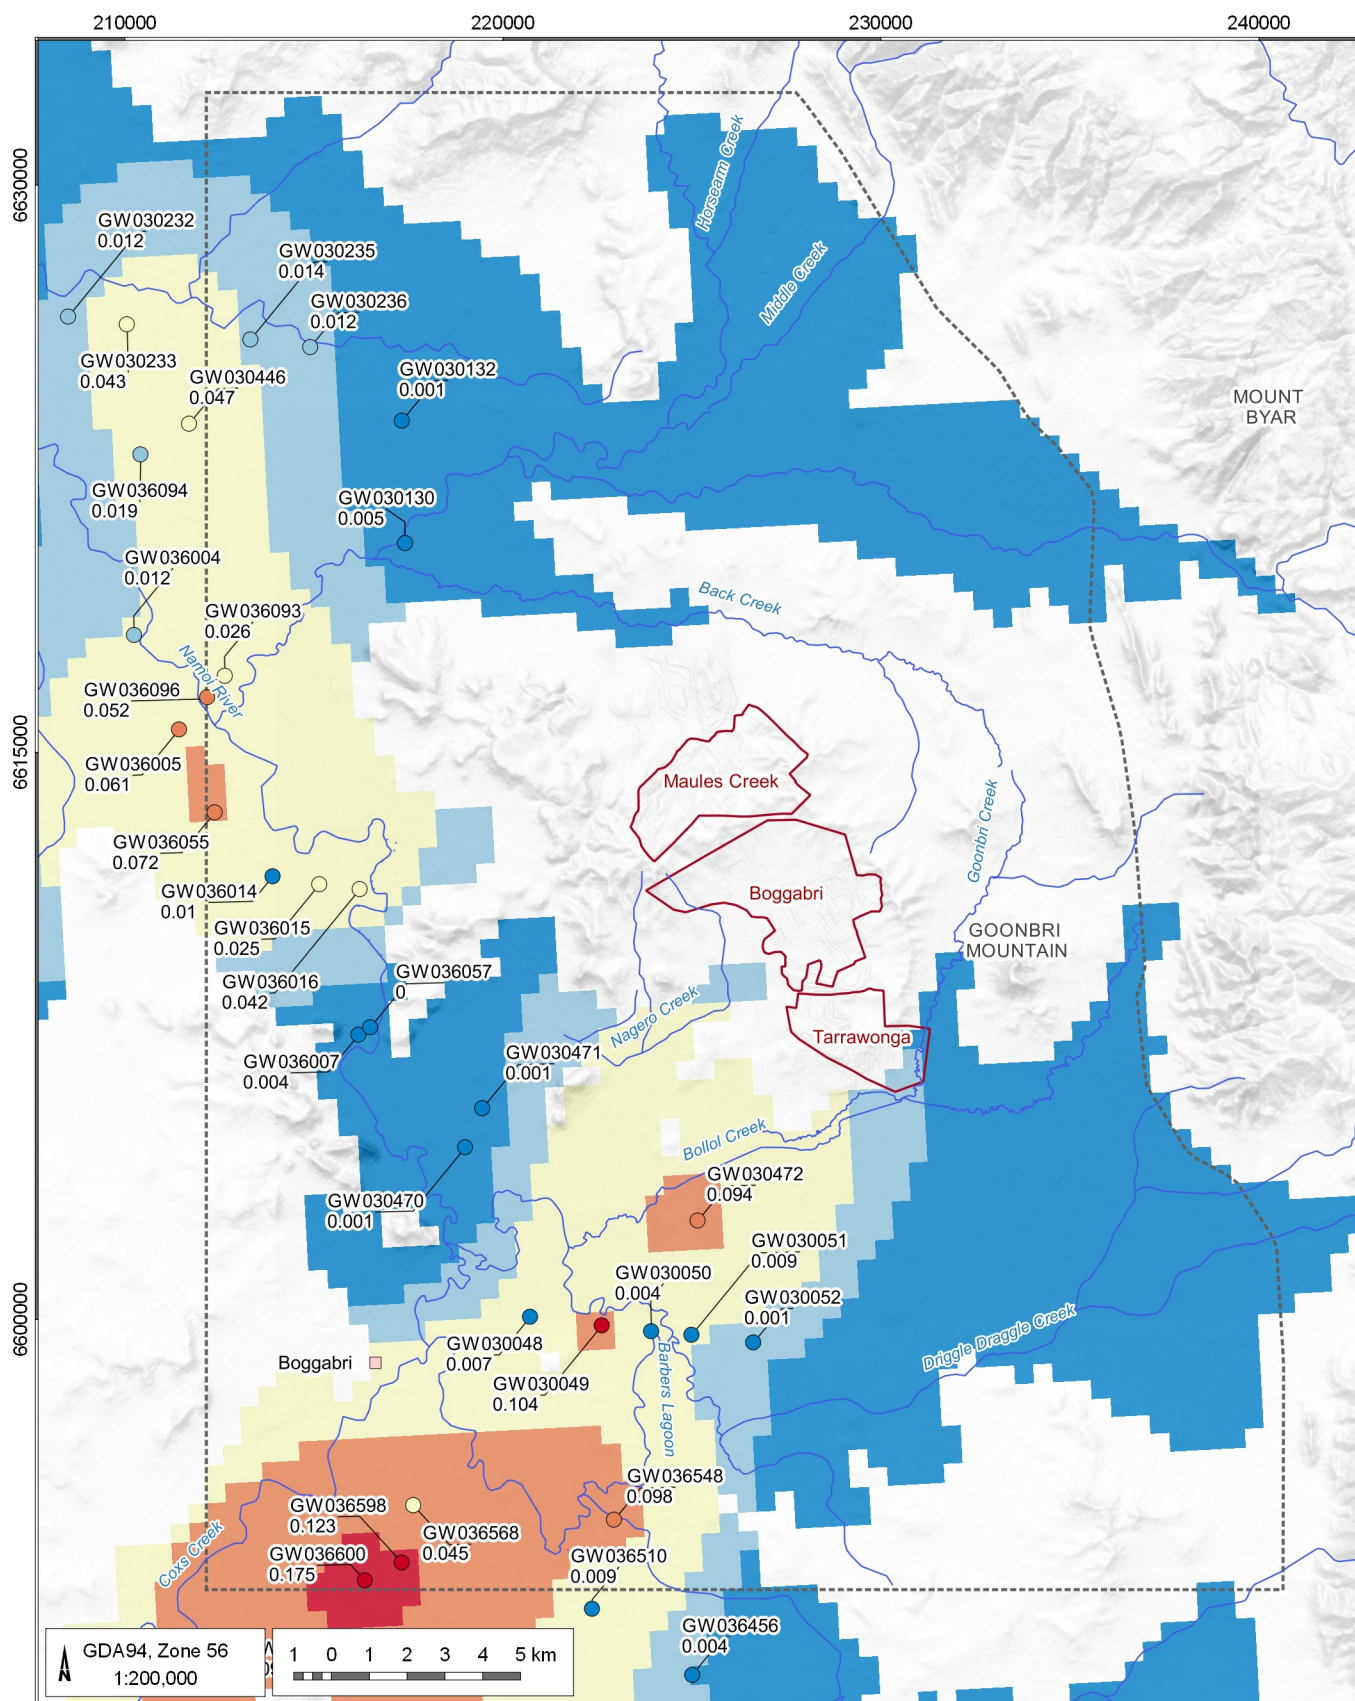 210000
220000
230000
240000
6630000
6615000
6600000
GW030232
0.012
GW030235
0.014
GW030236
0.012
GW030233
0.043
GW030446
0.047
GW030132
0.001
GW036094
0.019
GW030130
0.005
GW036004
0.012
GW036093
0.026
GW036096
0.052
GW036005
0.061
GW036055
0.072
GW036014
0.01
GW036015
0.025
GW036016
0.042
GW036057
0
GW036007
0.004
GW030471
0.001
GW030470
0.001
GW030472
0.094
GW030051
0.009
GW030050
0.004
GW030052
0.001
GW030048
0.007
GW030049
0.104
GW036548
0.098
GW036598
0.123
GW036568
0.045
GW036600
0.175
GW036510
0.009
GW036456
0.004
Horsearm Creek
Middle Creek
Back Creek
Namoi River
Goonbri Creek
Nagero Creek
Bollol Creek
Barbers Lagoon
Driggle Draggle Creek
Coxs Creek
MOUNT
BYAR
GOONBRI
MOUNTAIN
Maules Creek
Boggabri
Tarrawonga
Boggabri
N
GDA94, Zone 56
1:200,000
1 0 1 2 3 4 5 km